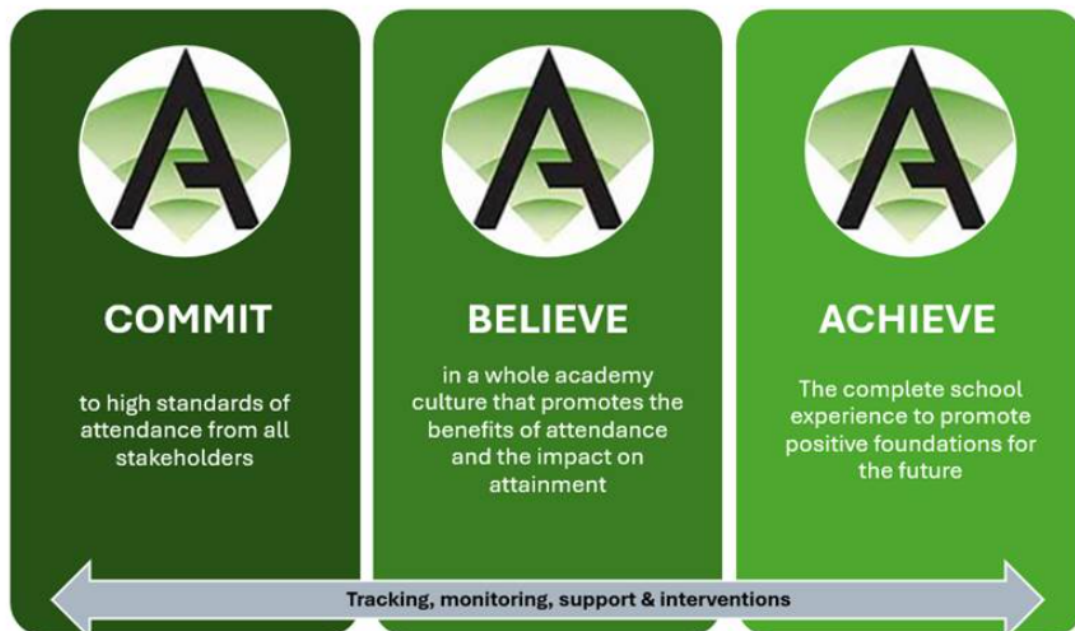 COMMIT
to high standards of
attendance from all
stakeholders
BELIEVE
in a whole academy
culture that promotes the
benefits of attendance
and the impact on
attainment
ACHIEVE
The complete school
experience to promote
positive foundations for
the future
Tracking, monitoring, support & interventions